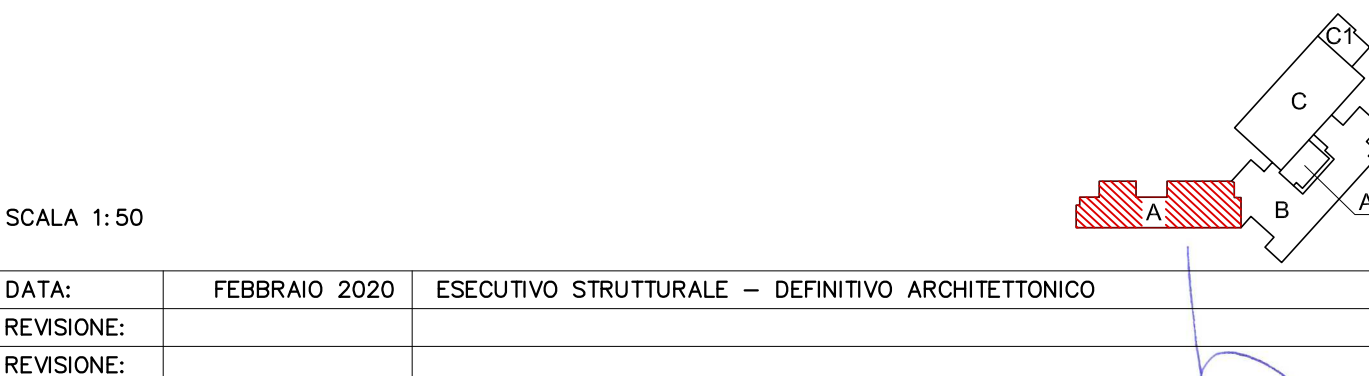 C1
C
A
B
A
SCALA 1:50
DATA: FEBBRAIO 2020 ESECUTIVO STRUTTURALE – DEFINITIVO ARCHITETTONICO
REVISIONE:
REVISIONE: